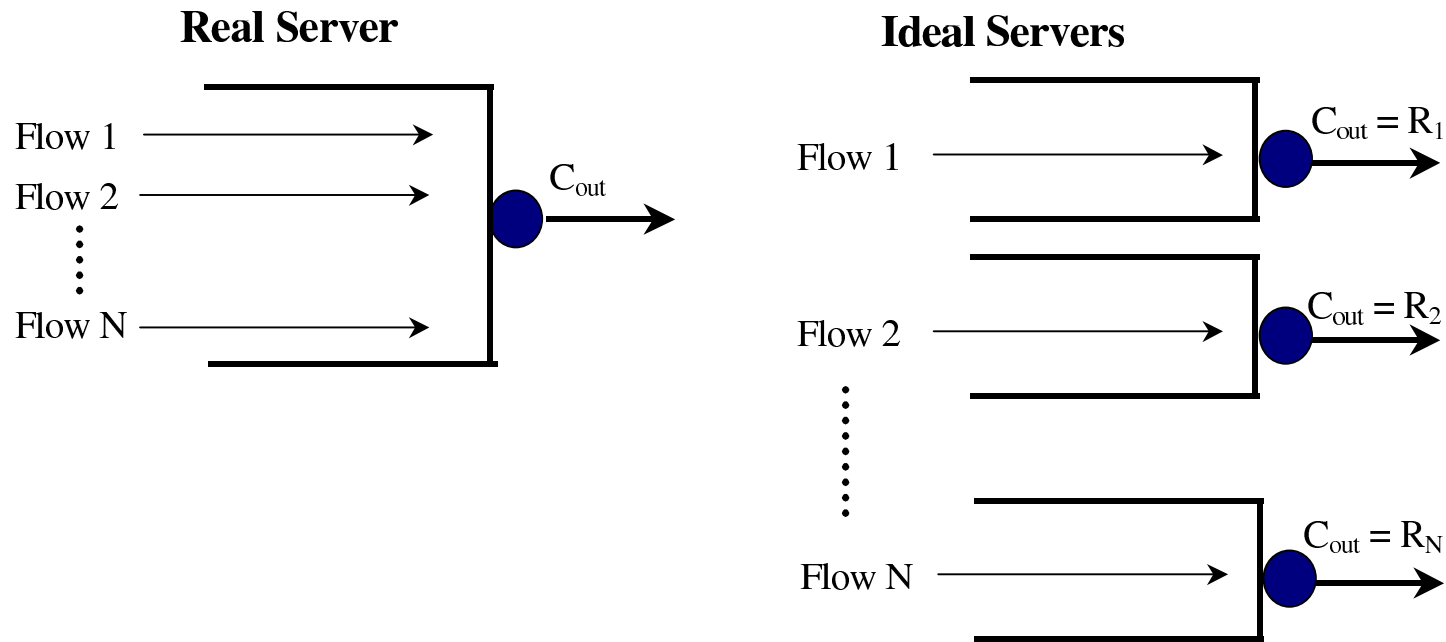 Real Server
Flow 1
Flow 2
Flow N
Cout
Ideal Servers
Flow 1
Cout = R1
Flow 2
Cout = R2
Flow N
Cout = RN